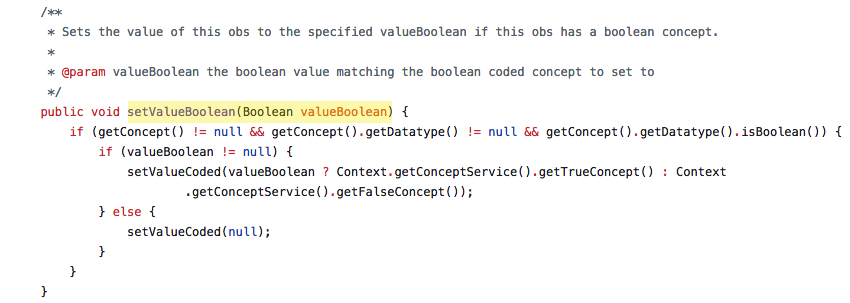 /**
 * Sets the value of this obs to the specified valueBoolean if this obs has a boolean concept.
 *
 * @param valueBoolean the boolean value matching the boolean coded concept to set to
 */
public void setValueBoolean(Boolean valueBoolean) {
    if (getConcept() != null && getConcept().getDatatype() != null && getConcept().getDatatype().isBoolean()) {
        if (valueBoolean != null) {
            setValueCoded(valueBoolean ? Context.getConceptService().getTrueConcept() : Context
                    .getConceptService().getFalseConcept());
        } else {
            setValueCoded(null);
        }
    }
}